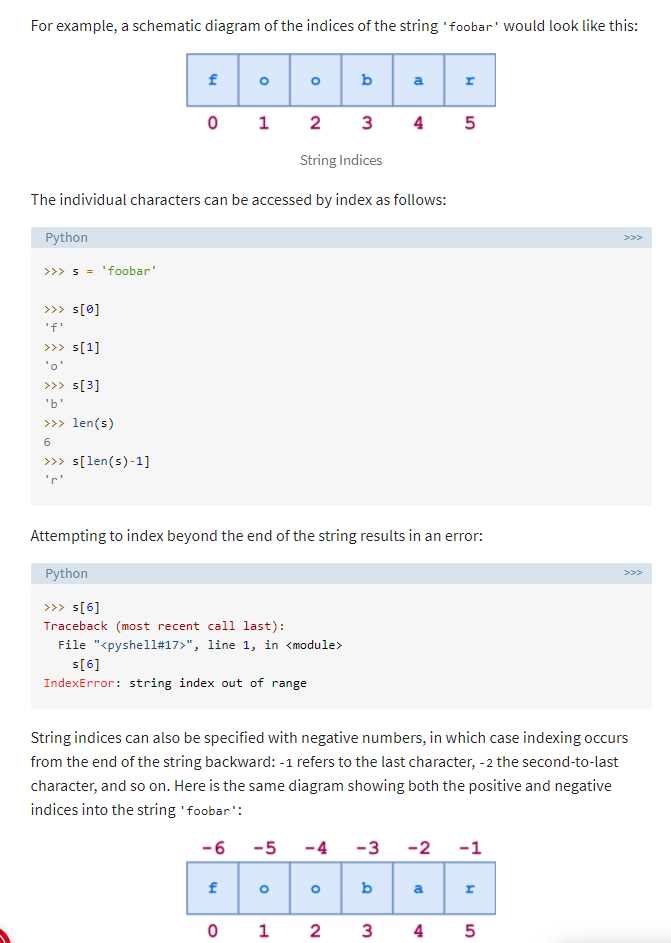 For example, a schematic diagram of the indices of the string 'foobar' would look like this:
f o o b a r
0 1 2 3 4 5
String Indices
The individual characters can be accessed by index as follows:
Python >>>
>>> s = 'foobar'
>>> s[0]
'f'
>>> s[1]
'o'
>>> s[3]
'b'
>>> len(s)
6
>>> s[len(s)-1]
'r'
Attempting to index beyond the end of the string results in an error:
Python >>>
>>> s[6]
Traceback (most recent call last):
  File "<pyshell#17>", line 1, in <module>
    s[6]
IndexError: string index out of range
String indices can also be specified with negative numbers, in which case indexing occurs
from the end of the string backward: -1 refers to the last character, -2 the second-to-last
character, and so on. Here is the same diagram showing both the positive and negative
indices into the string 'foobar':
-6 -5 -4 -3 -2 -1
f o o b a r
0 1 2 3 4 5